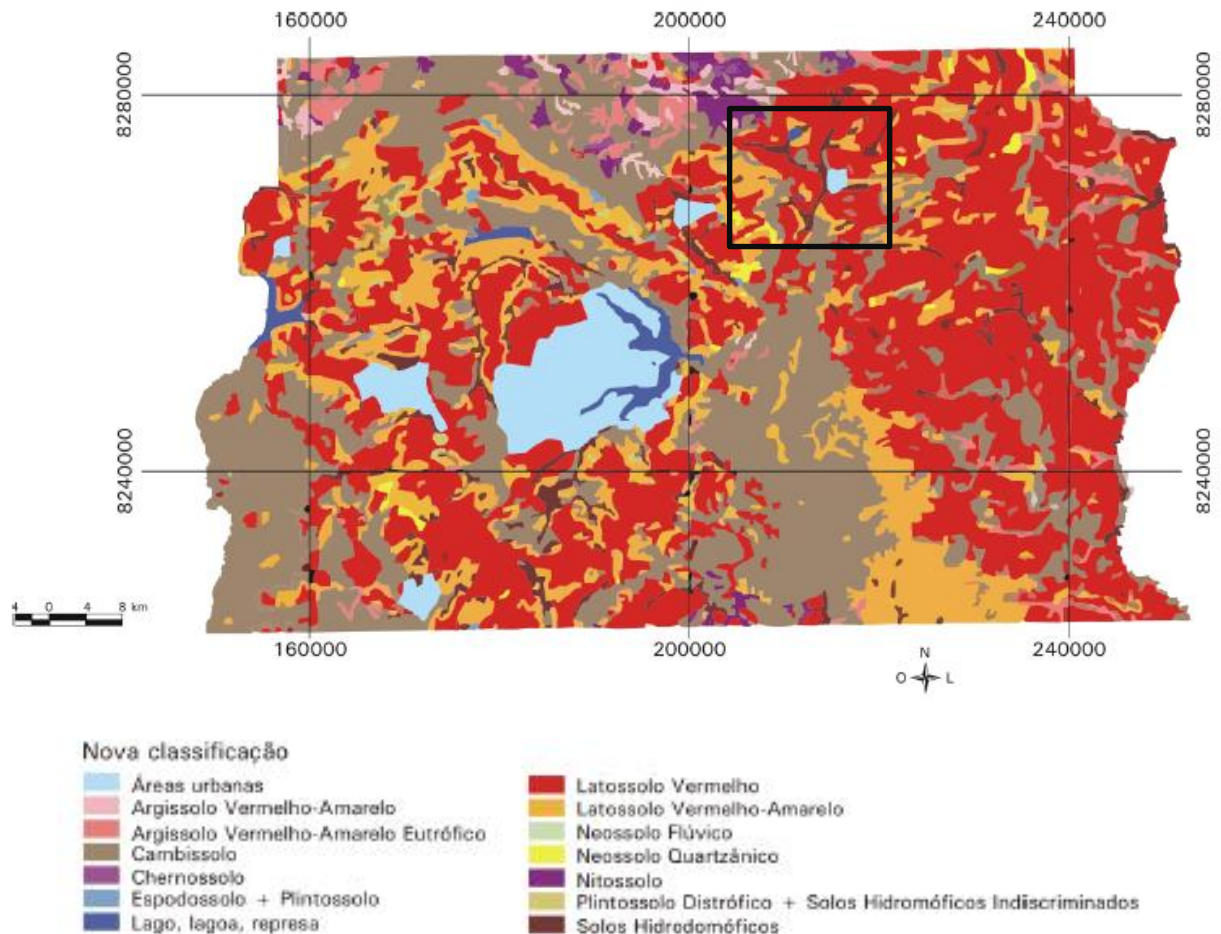 160000 200000 240000
8280000 8280000
8240000 8240000
4 0 4 8 km
160000 200000 240000
N
O L
Nova classificação
Áreas urbanas
Argissolo Vermelho-Amarelo
Argissolo Vermelho-Amarelo Eutrófico
Cambissolo
Chernossolo
Espodossolo + Plintossolo
Lago, lagoa, represa
Latossolo Vermelho
Latossolo Vermelho-Amarelo
Neossolo Flúvico
Neossolo Quartzânico
Nitossolo
Plintossolo Distrófico + Solos Hidromóficos Indiiscriminados
Solos Hidrodomóficos